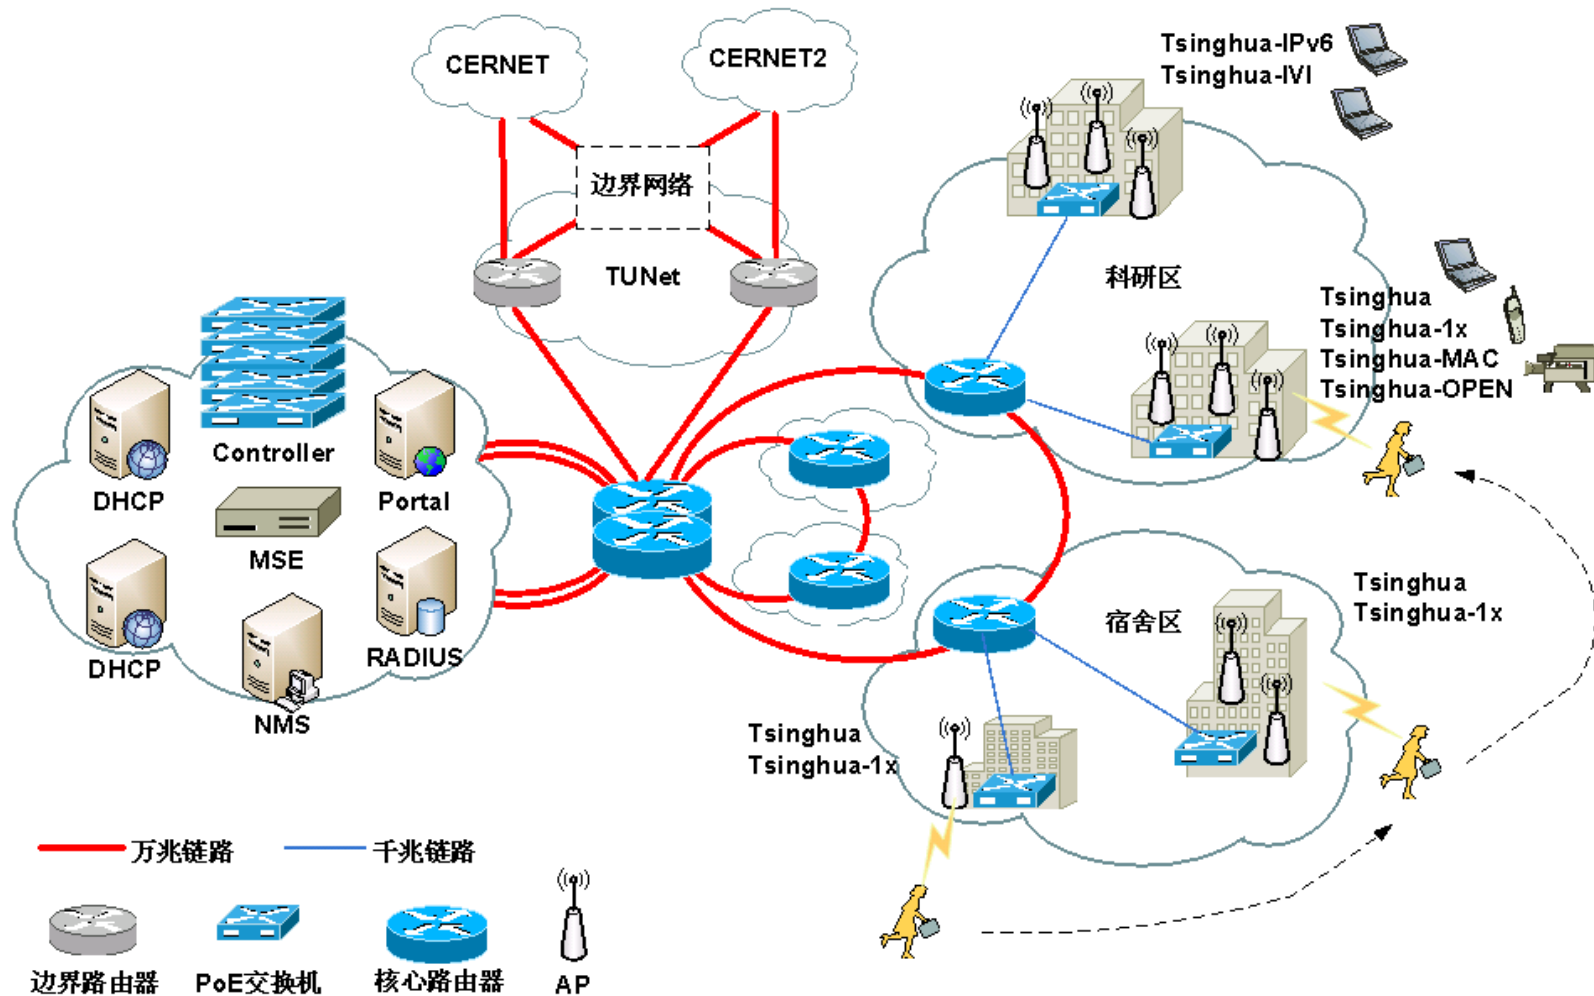 CERNET
CERNET2
边界网络
TUNet
Tsinghua-IPv6
Tsinghua-IVI
科研区
Tsinghua
Tsinghua-1x
Tsinghua-MAC
Tsinghua-OPEN
Controller
DHCP
Portal
MSE
DHCP
RADIUS
NMS
宿舍区
Tsinghua
Tsinghua-1x
Tsinghua
Tsinghua-1x
万兆链路
千兆链路
边界路由器
PoE交换机
核心路由器
AP